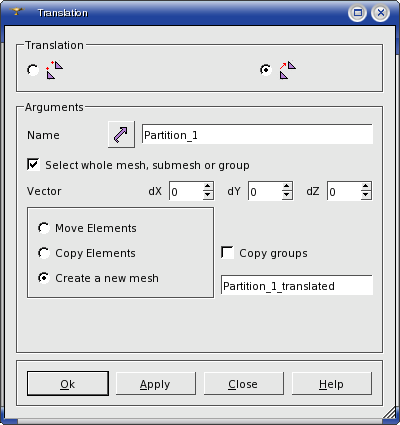 Translation
Translation
Arguments
Name Partition_1
Select whole mesh, submesh or group
Vector dX 0 dY 0 dZ 0
Move Elements
Copy Elements
Copy groups
Create a new mesh
Partition_1_translated
Ok Apply Close Help